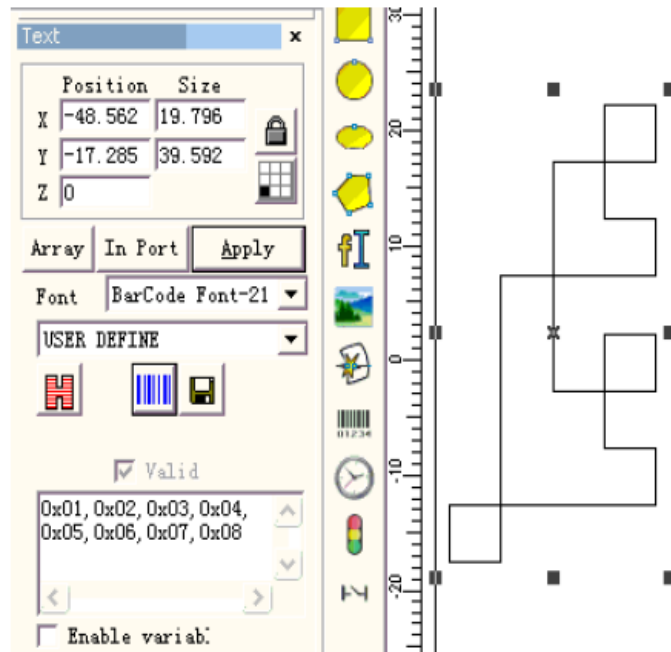 Text x
Position Size
X -48.562 19.796
Y -17.285 39.592
Z 0
Array In Port Apply
Font BarCode Font-21
USER DEFINE
H
Valid
0x01, 0x02, 0x03, 0x04,
0x05, 0x06, 0x07, 0x08
Enable variab:
fI
01234
30
20
10
0
-10
-20